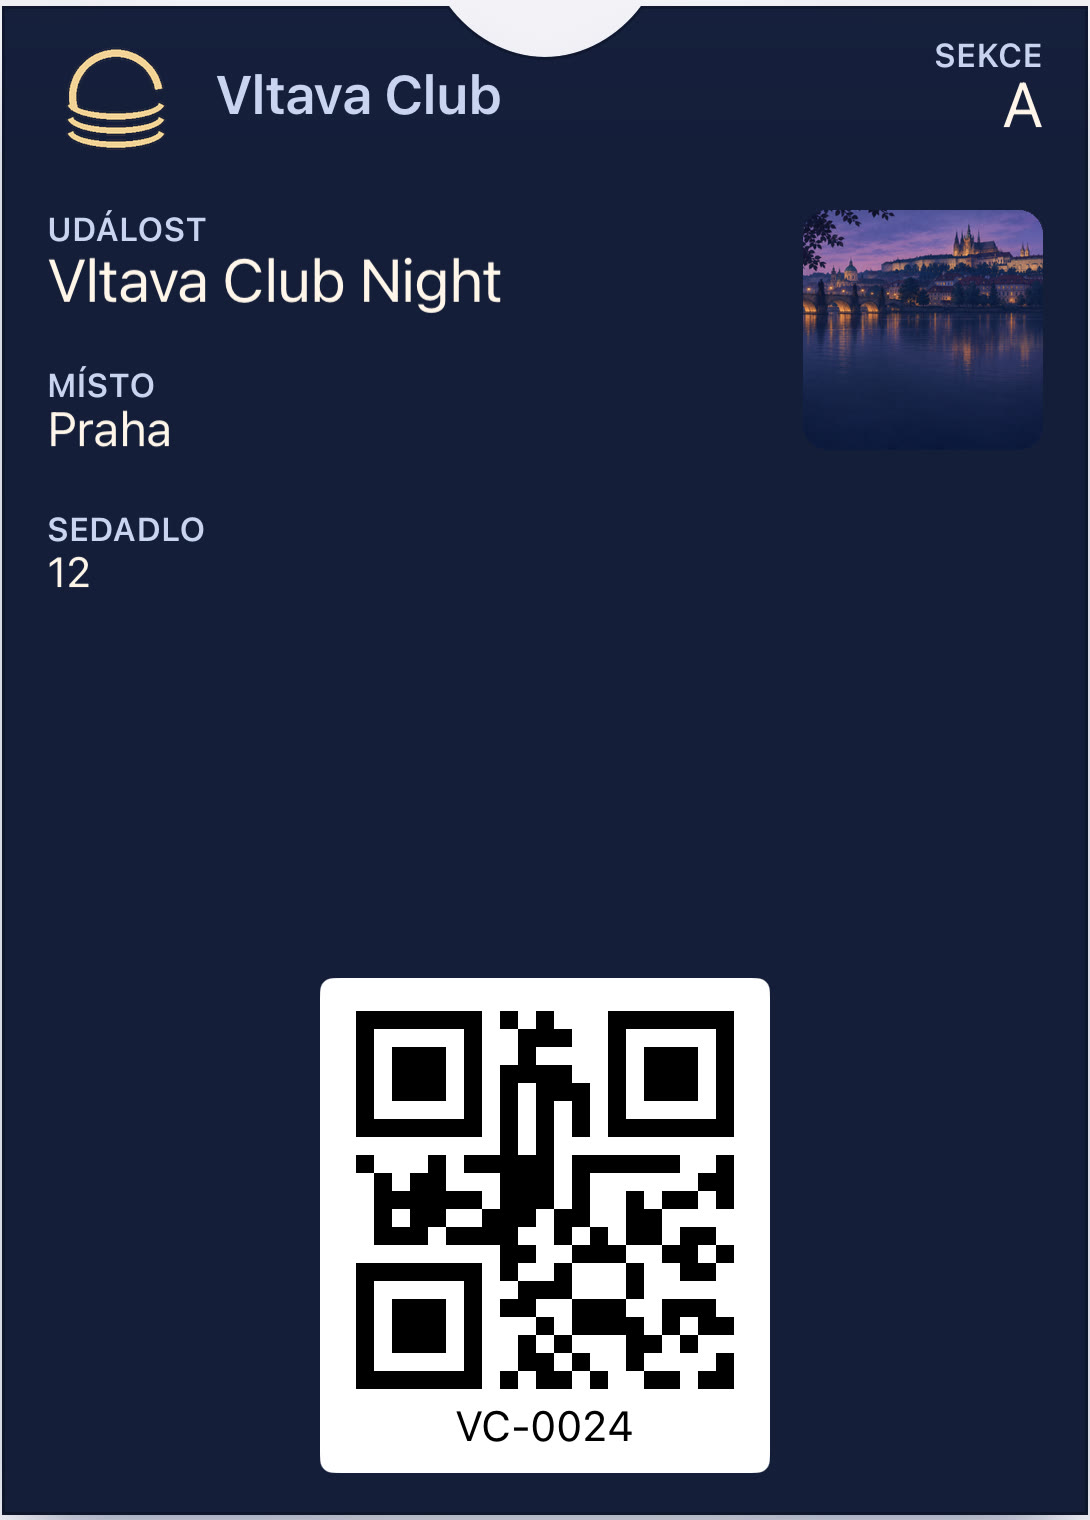 Vltava Club
SEKCE
A
UDÁLOST
Vltava Club Night
MÍSTO
Praha
SEDADLO
12
VC-0024